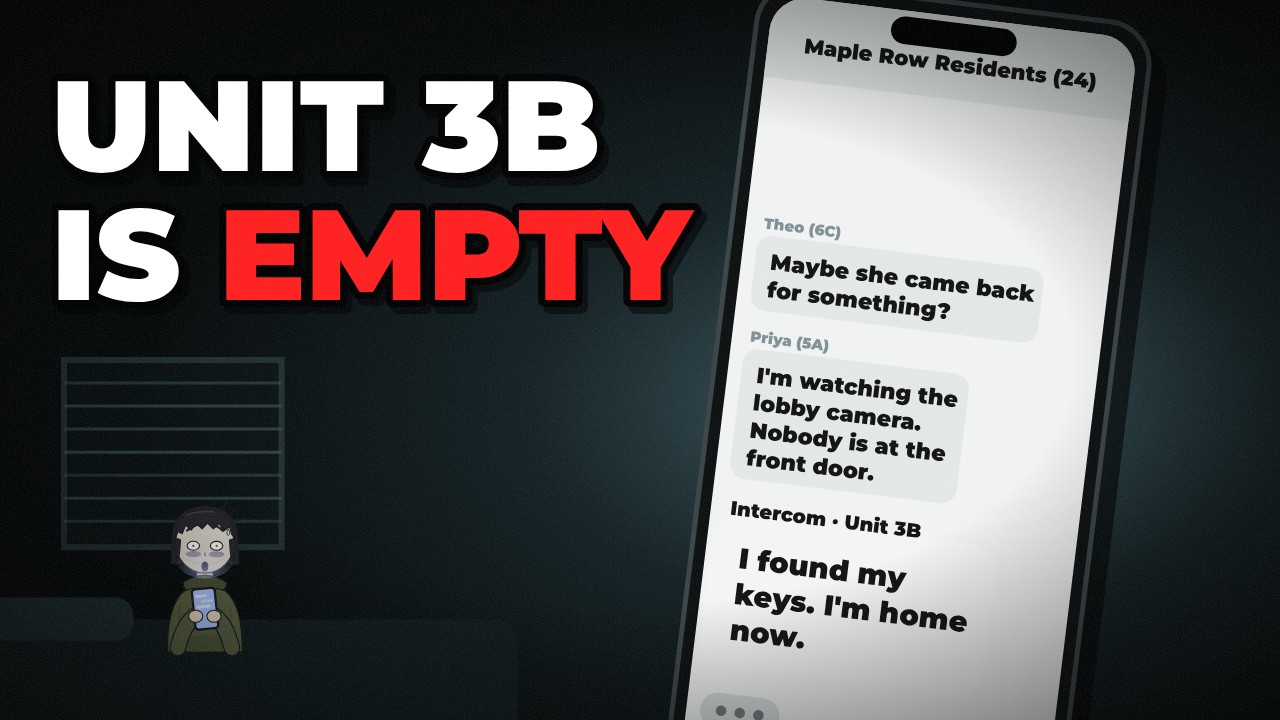 UNIT 3B
IS EMPTY
Maple Row Residents (24)
Theo (6C)
Maybe she came back
for something?
Priya (5A)
I'm watching the
lobby camera.
Nobody is at the
front door.
Intercom · Unit 3B
I found my
keys. I'm home
now.